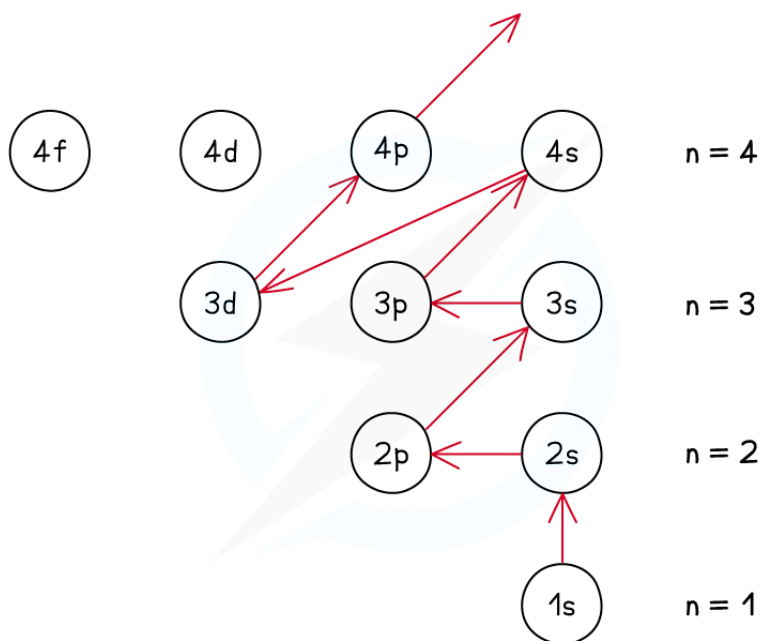 4f 4d 4p 4s n = 4
3d 3p 3s n = 3
2p 2s n = 2
1s n = 1